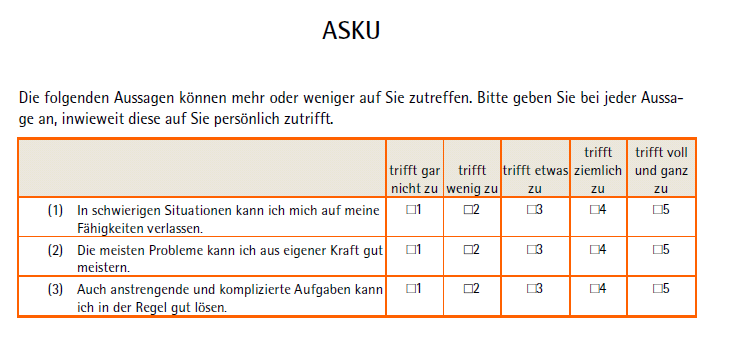 ASKU
Die folgenden Aussagen können mehr oder weniger auf Sie zutreffen. Bitte geben Sie bei jeder Aussa-
ge an, inwieweit diese auf Sie persönlich zutrifft.
trifft gar nicht zu
trifft wenig zu
trifft etwas zu
trifft ziemlich zu
trifft voll und ganz zu
(1) In schwierigen Situationen kann ich mich auf meine □1 □2 □3 □4 □5
Fähigkeiten verlassen.
(2) Die meisten Probleme kann ich aus eigener Kraft gut □1 □2 □3 □4 □5
meistern.
(3) Auch anstrengende und komplizierte Aufgaben kann □1 □2 □3 □4 □5
ich in der Regel gut lösen.